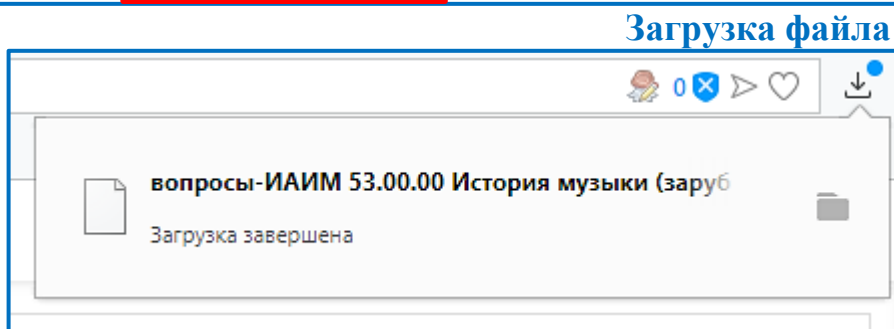 Загрузка файла
0
вопросы-ИАИМ 53.00.00 История музыки (заруб
Загрузка завершена